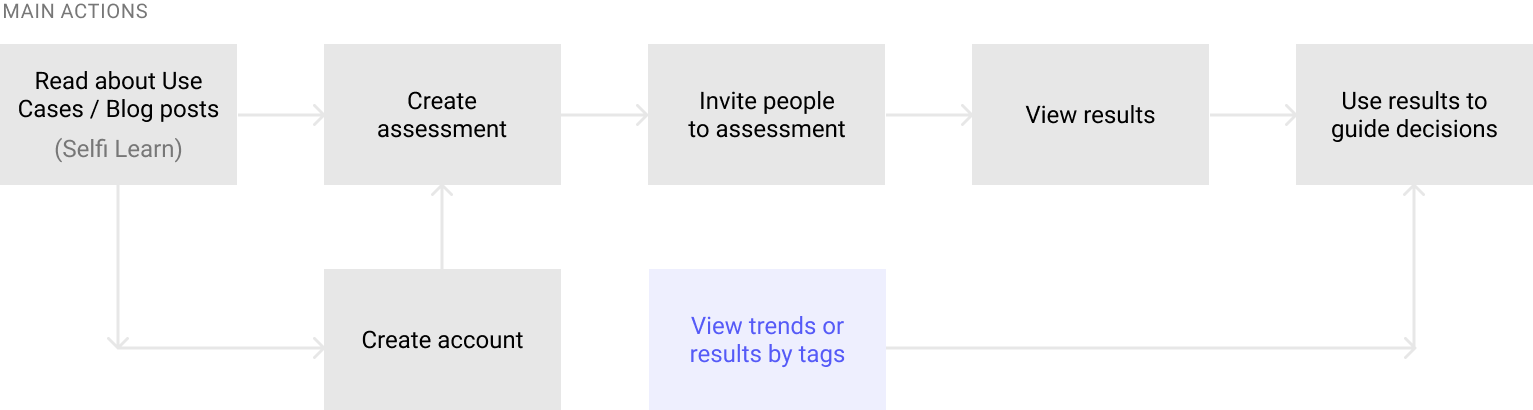 MAIN ACTIONS
Read about Use
Cases / Blog posts
(Selfi Learn)
Create
assessment
Invite people
to assessment
View results
Use results to
guide decisions
Create account
View trends or
results by tags